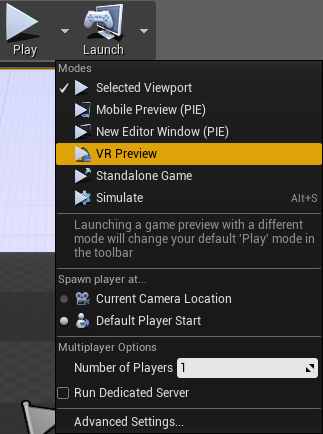 Play
Launch
Modes
Selected Viewport
Mobile Preview (PIE)
New Editor Window (PIE)
VR Preview
Standalone Game
Simulate Alt+S
Launching a game preview with a different
mode will change your default 'Play' mode in
the toolbar
Spawn player at...
Current Camera Location
Default Player Start
Multiplayer Options
Number of Players 1
Run Dedicated Server
Advanced Settings...